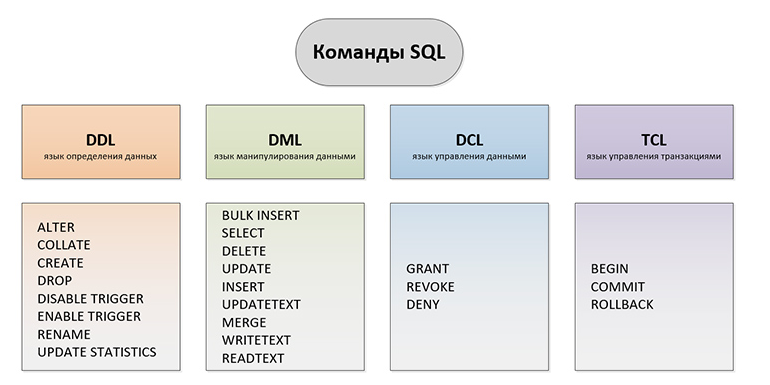 Команды SQL
DDL
язык определения данных
DML
язык манипулирования данными
DCL
язык управления данными
TCL
язык управления транзакциями
ALTER
COLLATE
CREATE
DROP
DISABLE TRIGGER
ENABLE TRIGGER
RENAME
UPDATE STATISTICS
BULK INSERT
SELECT
DELETE
UPDATE
INSERT
UPDATETEXT
MERGE
WRITETEXT
READTEXT
GRANT
REVOKE
DENY
BEGIN
COMMIT
ROLLBACK